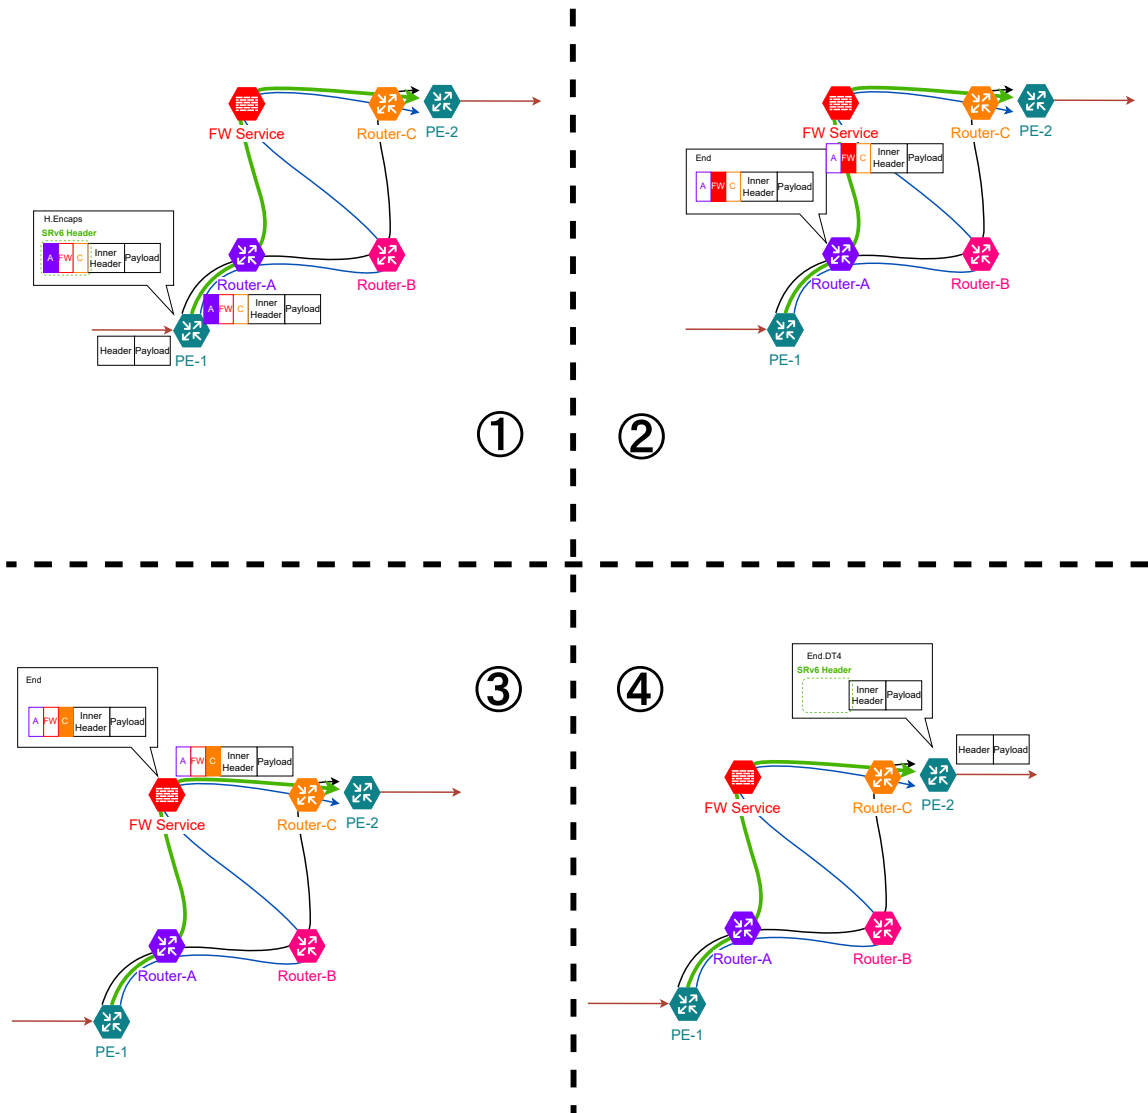 FW Service
Router-C
PE-2
H.Encaps
SRv6 Header
A FW C Inner Header Payload
Router-A
Router-B
A FW C Inner Header Payload
Header Payload
PE-1
①
FW Service
Router-C
PE-2
End
A FW C Inner Header Payload
A FW C Inner Header Payload
Router-A
Router-B
PE-1
②
End
A FW C Inner Header Payload
③
A FW C Inner Header Payload
FW Service
Router-C
PE-2
Router-A
Router-B
PE-1
End.DT4
SRv6 Header
④
Inner Header Payload
Header Payload
FW Service
Router-C
PE-2
Router-A
Router-B
PE-1